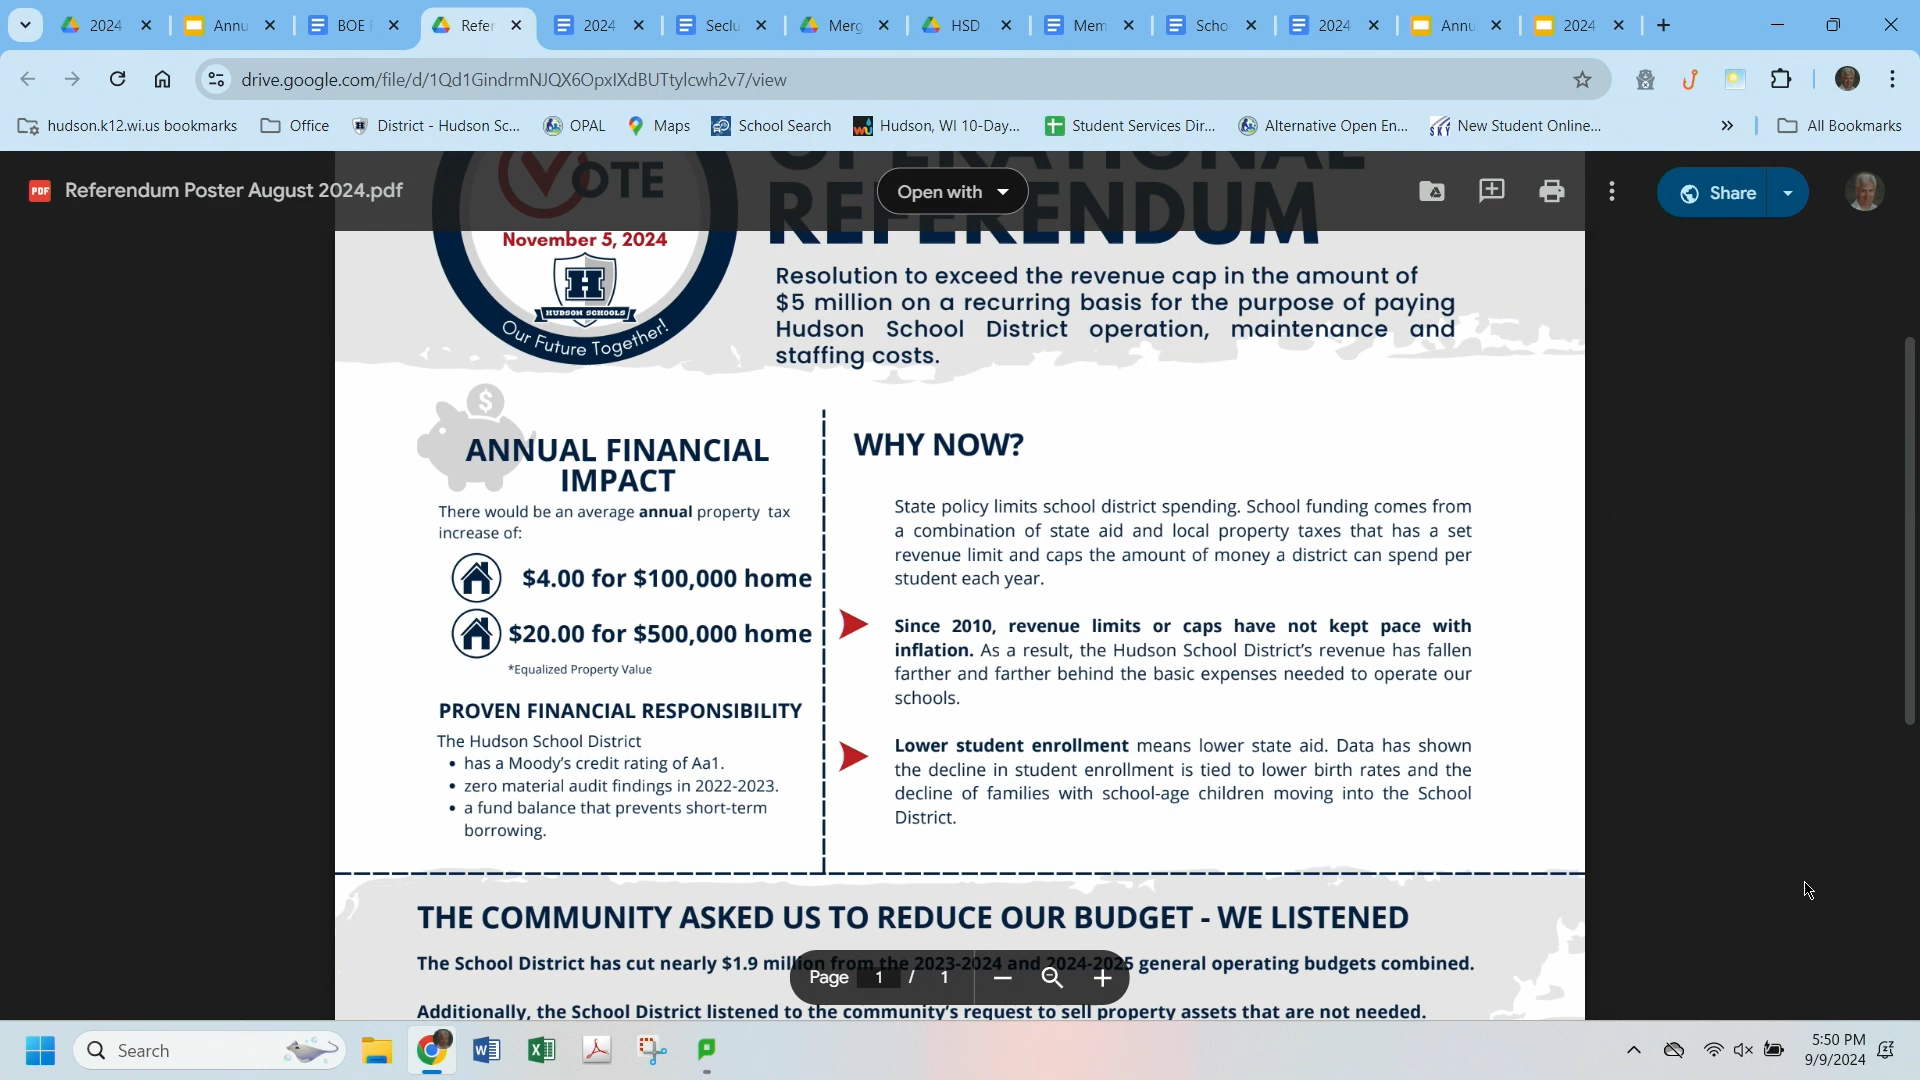 2024
Annu
BOE
Refer
2024
Seclu
Merg
HSD
Mem
Scho
2024
Annu
2024
drive.google.com/file/d/1Qd1GindrmNJQX6OpxIXdBUTtylcwh2v7/view
hudson.k12.wi.us bookmarks
Office
District - Hudson Sc...
OPAL
Maps
School Search
Hudson, WI 10-Day...
Student Services Dir...
Alternative Open En...
New Student Online...
»
All Bookmarks
PDF
Referendum Poster August 2024.pdf
Open with
Share
VOTE
November 5, 2024
H
HUDSON SCHOOLS
Our Future Together!
OPERATIONAL
REFERENDUM
Resolution to exceed the revenue cap in the amount of
$5 million on a recurring basis for the purpose of paying
Hudson School District operation, maintenance and
staffing costs.
$
ANNUAL FINANCIAL
IMPACT
There would be an average annual property tax
increase of:
$4.00 for $100,000 home
$20.00 for $500,000 home
*Equalized Property Value
PROVEN FINANCIAL RESPONSIBILITY
The Hudson School District
• has a Moody's credit rating of Aa1.
• zero material audit findings in 2022-2023.
• a fund balance that prevents short-term
borrowing.
WHY NOW?
State policy limits school district spending. School funding comes from
a combination of state aid and local property taxes that has a set
revenue limit and caps the amount of money a district can spend per
student each year.
Since 2010, revenue limits or caps have not kept pace with
inflation. As a result, the Hudson School District's revenue has fallen
farther and farther behind the basic expenses needed to operate our
schools.
Lower student enrollment means lower state aid. Data has shown
the decline in student enrollment is tied to lower birth rates and the
decline of families with school-age children moving into the School
District.
THE COMMUNITY ASKED US TO REDUCE OUR BUDGET - WE LISTENED
The School District has cut nearly $1.9 million from the 2023-2024 and 2024-2025 general operating budgets combined.
Page 1 / 1
Additionally, the School District listened to the community's request to sell property assets that are not needed.
Search
5:50 PM
9/9/2024